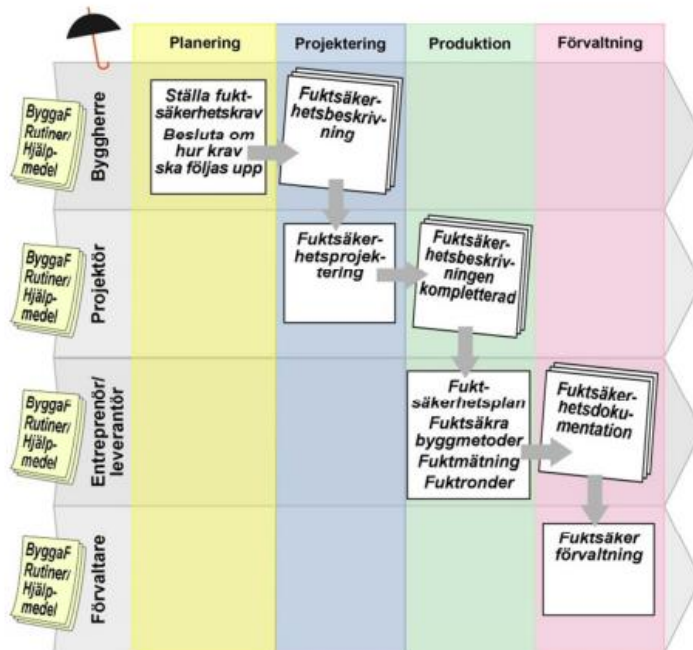 Planering
Projektering
Produktion
Förvaltning
ByggaF
Rutiner/
Hjälp-
medel
Byggherre
Ställa fukt-
säkerhetskrav
Besluta om
hur krav
ska följas upp
Fuktsäker-
hetsbeskriv-
ning
ByggaF
Rutiner/
Hjälp-
medel
Projektör
Fuktsäker-
hetsprojek-
tering
Fuktsäker-
hetsbeskriv-
ningen
kompletterad
ByggaF
Rutiner/
Hjälp-
medel
Entreprenör/
leverantör
Fukt-
säkerhetsplan
Fuktsäkra
byggmetoder
Fuktmätning
Fuktronder
Fuktsäker-
hetsdoku-
mentation
ByggaF
Rutiner/
Hjälp-
medel
Förvaltare
Fuktsäker
förvaltning